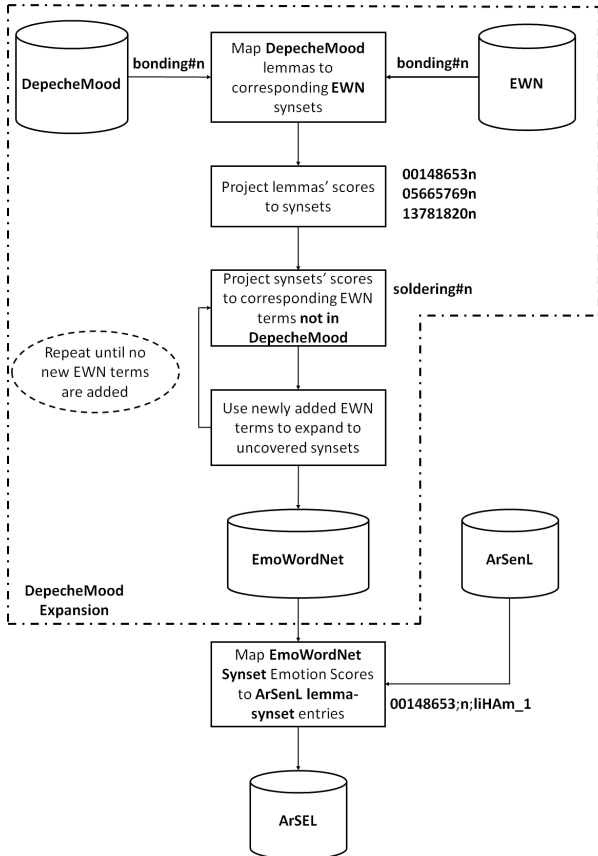 DepecheMood
bonding#n
Map DepecheMood
lemmas to
corresponding EWN
synsets
bonding#n
EWN
Project lemmas’ scores
to synsets
00148653n
05665769n
13781820n
Project synsets’ scores
to corresponding EWN
terms not in
DepecheMood
soldering#n
Repeat until no
new EWN terms
are added
Use newly added EWN
terms to expand to
uncovered synsets
EmoWordNet
ArSenL
DepecheMood
Expansion
Map EmoWordNet
Synset Emotion Scores
to ArSenL lemma-
synset entries
00148653;n;liHAm_1
ArSEL